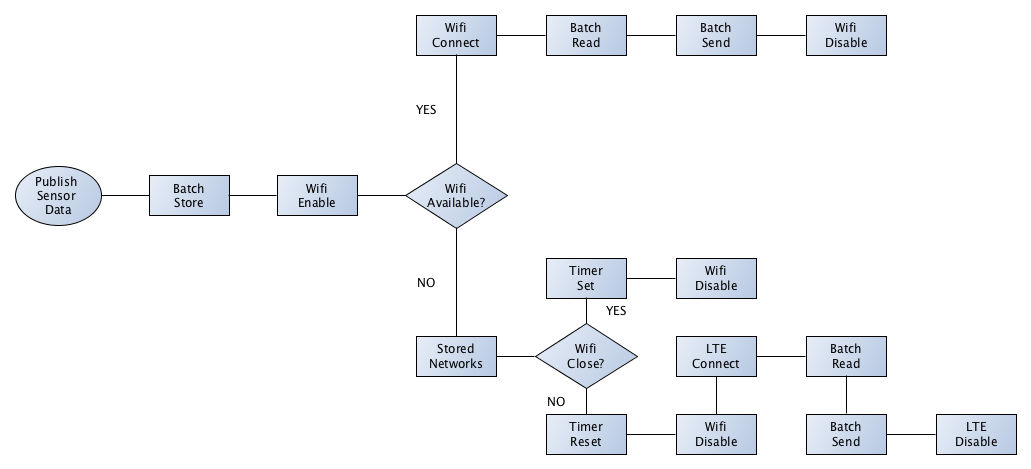 Wifi
Connect
Batch
Read
Batch
Send
Wifi
Disable
YES
Publish
Sensor
Data
Batch
Store
Wifi
Enable
Wifi
Available?
NO
Timer
Set
Wifi
Disable
YES
Stored
Networks
Wifi
Close?
LTE
Connect
Batch
Read
NO
Timer
Reset
Wifi
Disable
Batch
Send
LTE
Disable